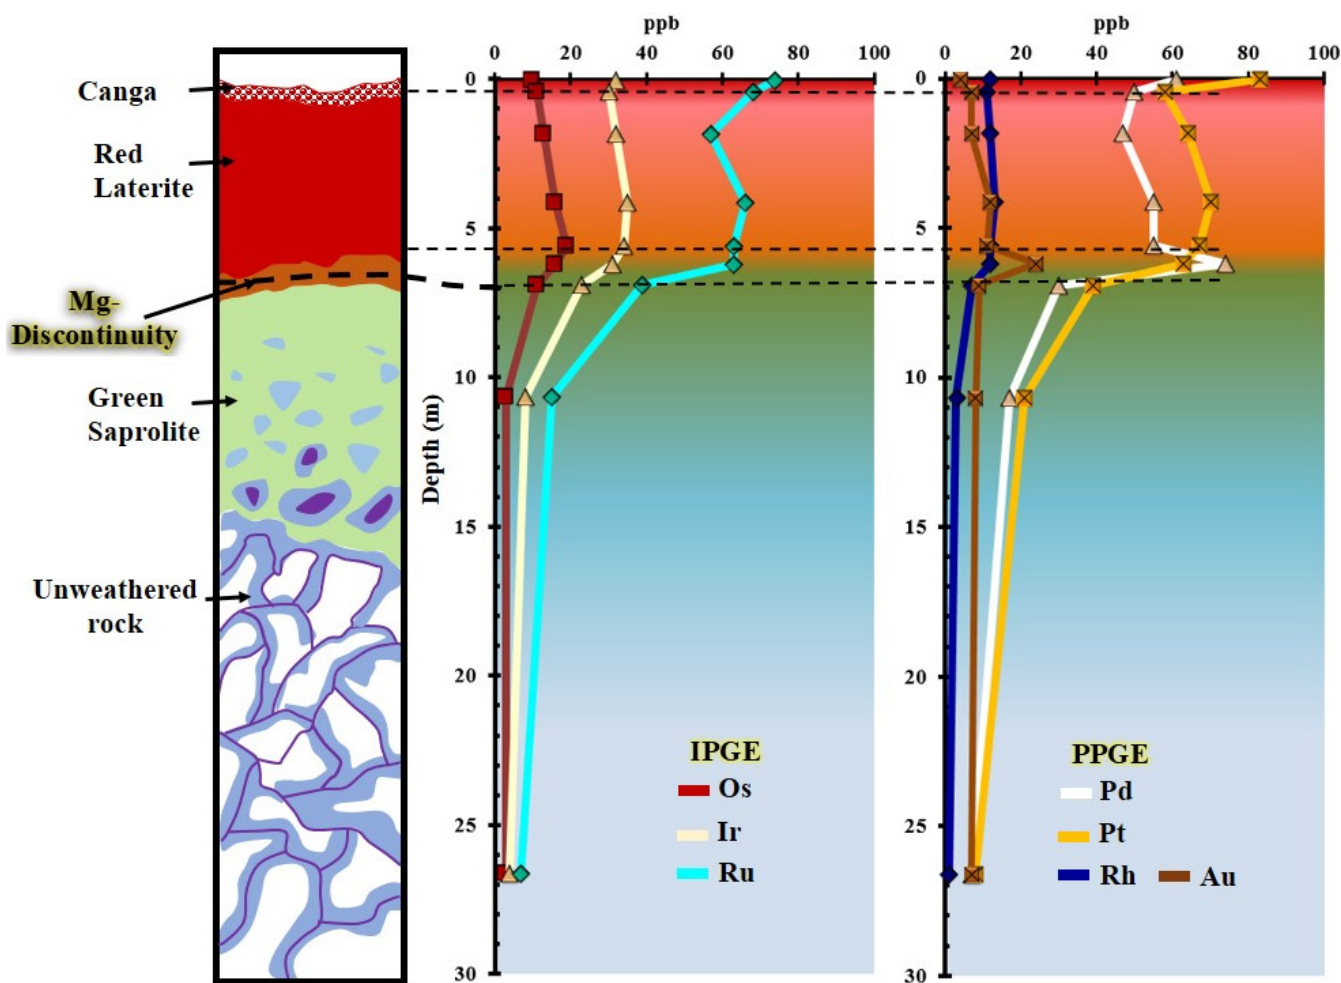 Canga
Red
Laterite
Mg-
Discontinuity
Green
Saprolite
Unweathered
rock
ppb
0 20 40 60 80 100
0
5
10
15
20
25
30
Depth (m)
IPGE
Os
Ir
Ru
ppb
0 20 40 60 80 100
0
5
10
15
20
25
30
PPGE
Pd
Pt
Rh Au